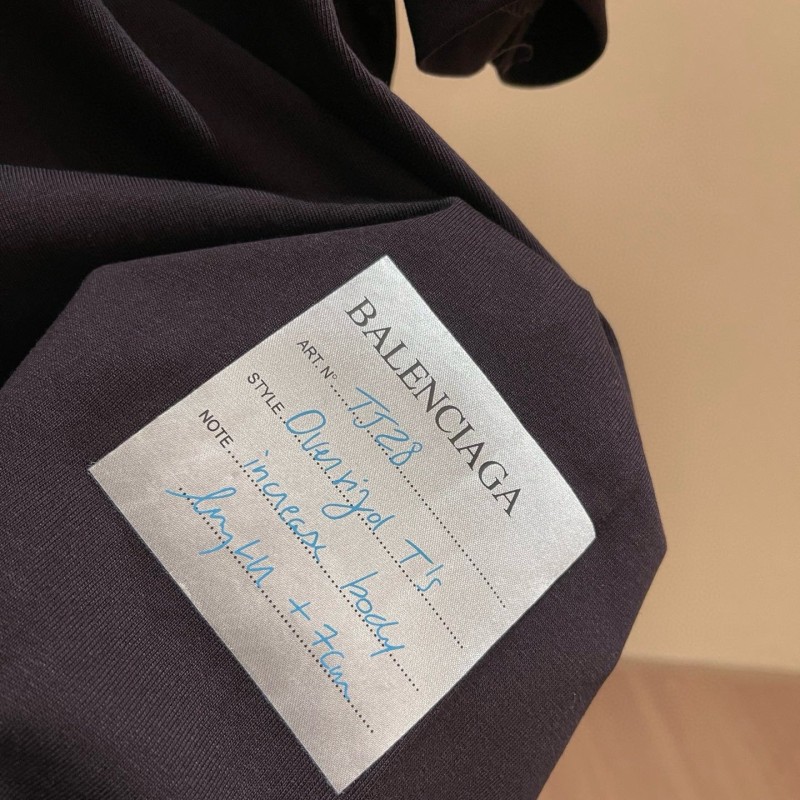 BALENCIAGA
ART. N°. TJ28
STYLE Oversized T's
NOTE increase body
length + 7cm